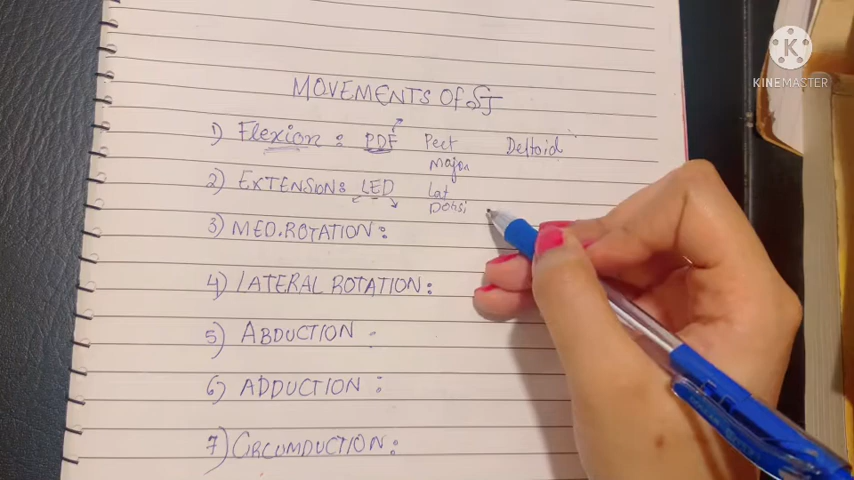 MOVEMENTS Of SJ
1) Flexion : PDF Pect Deltoid
Major
2) EXTENSION: LED Lat
Dorsi
3) MED.ROTATION:
4) LATERAL ROTATION:
5) ABDUCTION :
6) ADDUCTION :
7) CIRCUMDUCTION:
K
KINEMASTER